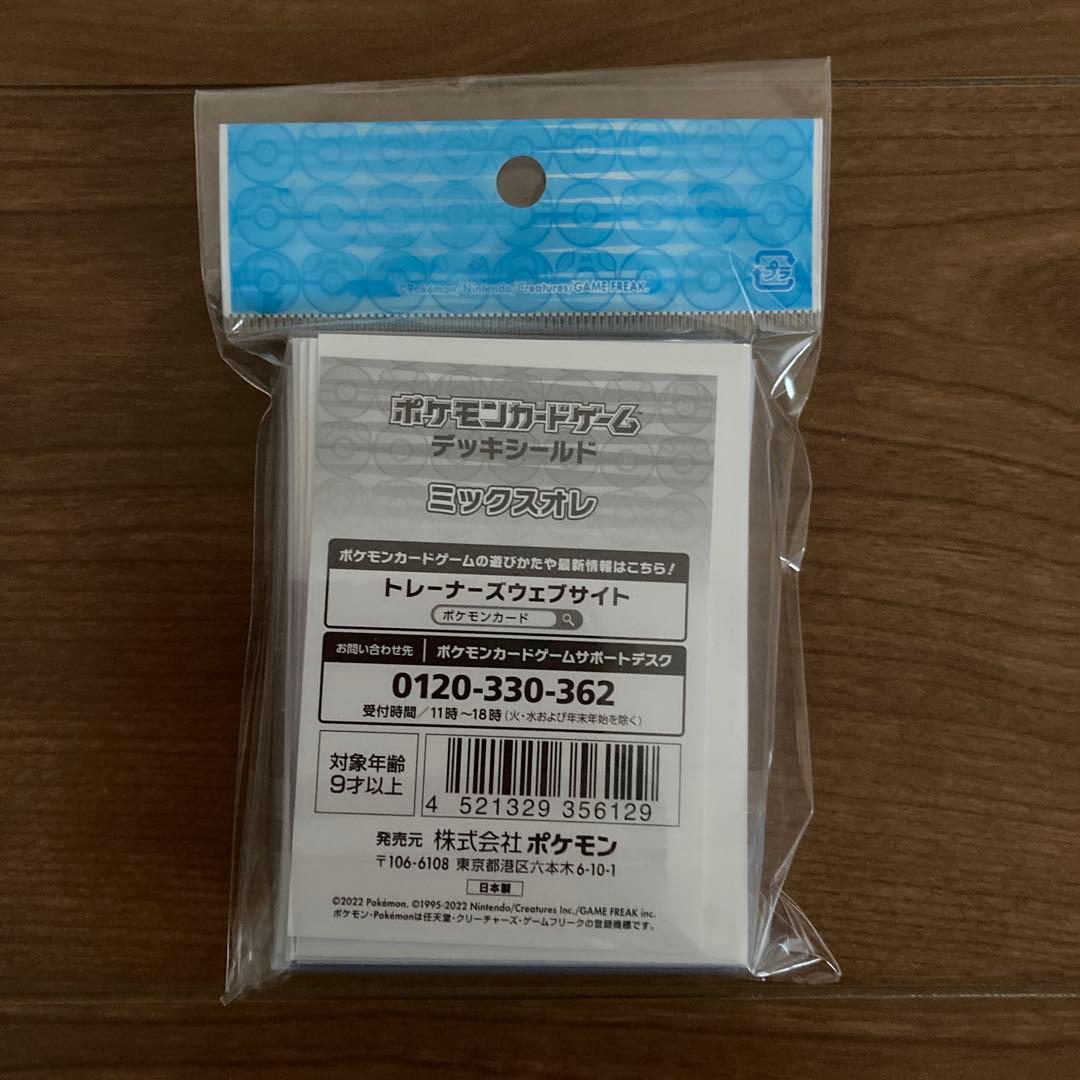 プラ
©Pokémon/Nintendo/Creatures/GAME FREAK.
ポケモンカードゲーム
デッキシールド
ミックスオレ
ポケモンカードゲームの遊びかたや最新情報はこちら!
トレーナーズウェブサイト
ポケモンカード
お問い合わせ先 ポケモンカードゲームサポートデスク
0120-330-362
受付時間/11時~18時(火・水および年末年始を除く)
対象年齢
9才以上
4 521329 356129
発売元 株式会社ポケモン
〒106-6108 東京都港区六本木6-10-1
日本製
©2022 Pokémon. ©1995-2022 Nintendo/Creatures Inc./GAME FREAK inc.
ポケモン・Pokémonは任天堂・クリーチャーズ・ゲームフリークの登録商標です。